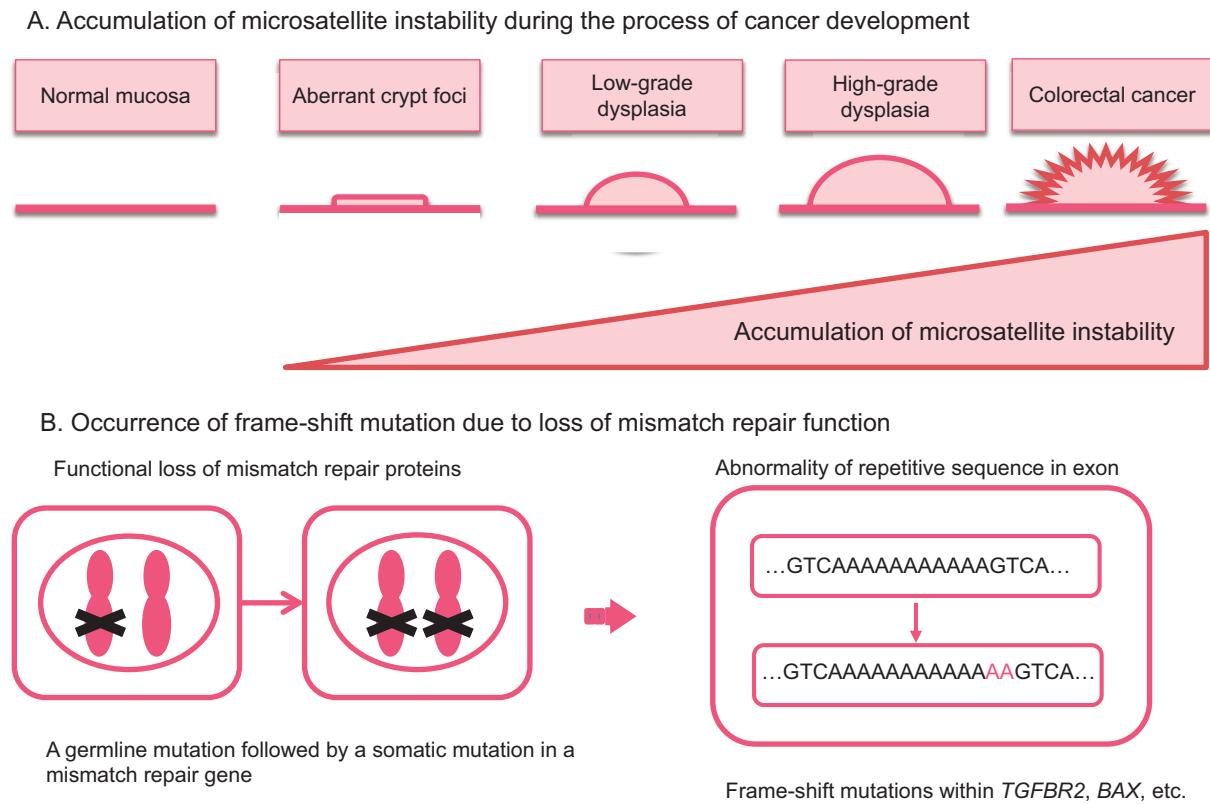 A. Accumulation of microsatellite instability during the process of cancer development
Normal mucosa
Aberrant crypt foci
Low-grade
dysplasia
High-grade
dysplasia
Colorectal cancer
Accumulation of microsatellite instability
B. Occurrence of frame-shift mutation due to loss of mismatch repair function
Functional loss of mismatch repair proteins
Abnormality of repetitive sequence in exon
…GTCAAAAAAAAAAAAGTCA…
…GTCAAAAAAAAAAAAAAGTCA…
A germline mutation followed by a somatic mutation in a
mismatch repair gene
Frame-shift mutations within TGFBR2, BAX, etc.